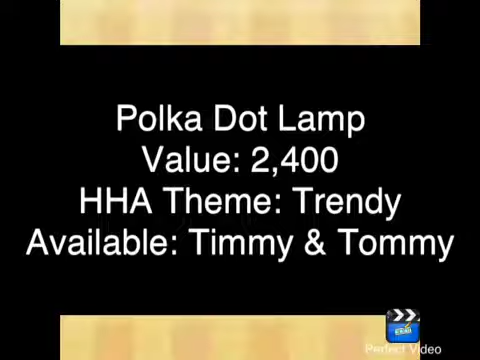 Polka Dot Lamp
Value: 2,400
HHA Theme: Trendy
Available: Timmy & Tommy
Perfect Video